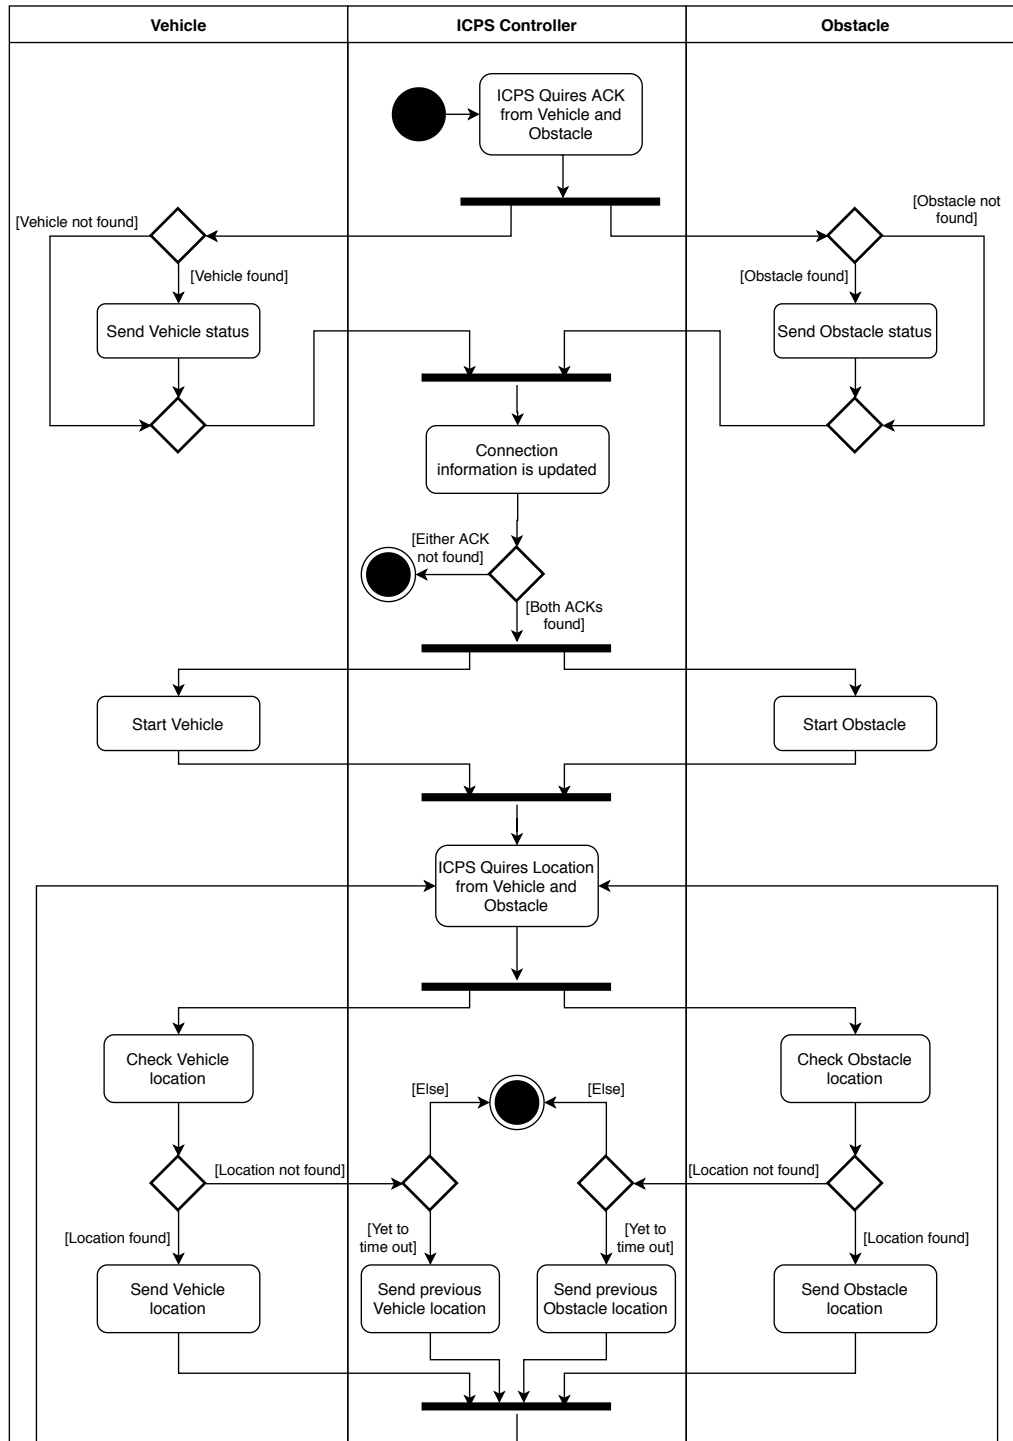 Vehicle
ICPS Controller
Obstacle
ICPS Quires ACK
from Vehicle and
Obstacle
[Vehicle not found]
[Obstacle not
found]
[Vehicle found]
[Obstacle found]
Send Vehicle status
Send Obstacle status
Connection
information is updated
[Either ACK
not found]
[Both ACKs
found]
Start Vehicle
Start Obstacle
ICPS Quires Location
from Vehicle and
Obstacle
Check Vehicle
location
Check Obstacle
location
[Else]
[Else]
[Location not found]
[Location not found]
[Location found]
[Yet to
time out]
[Yet to
time out]
[Location found]
Send Vehicle
location
Send previous
Vehicle location
Send previous
Obstacle location
Send Obstacle
location